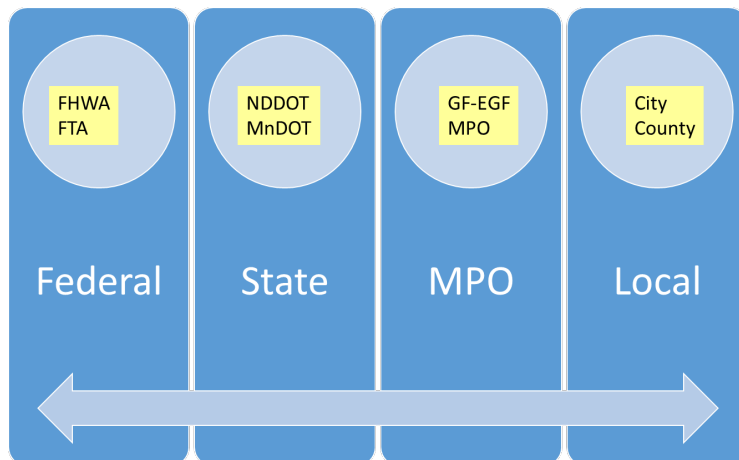 FHWA
FTA
NDDOT
MnDOT
GF-EGF
MPO
City
County
Federal
State
MPO
Local